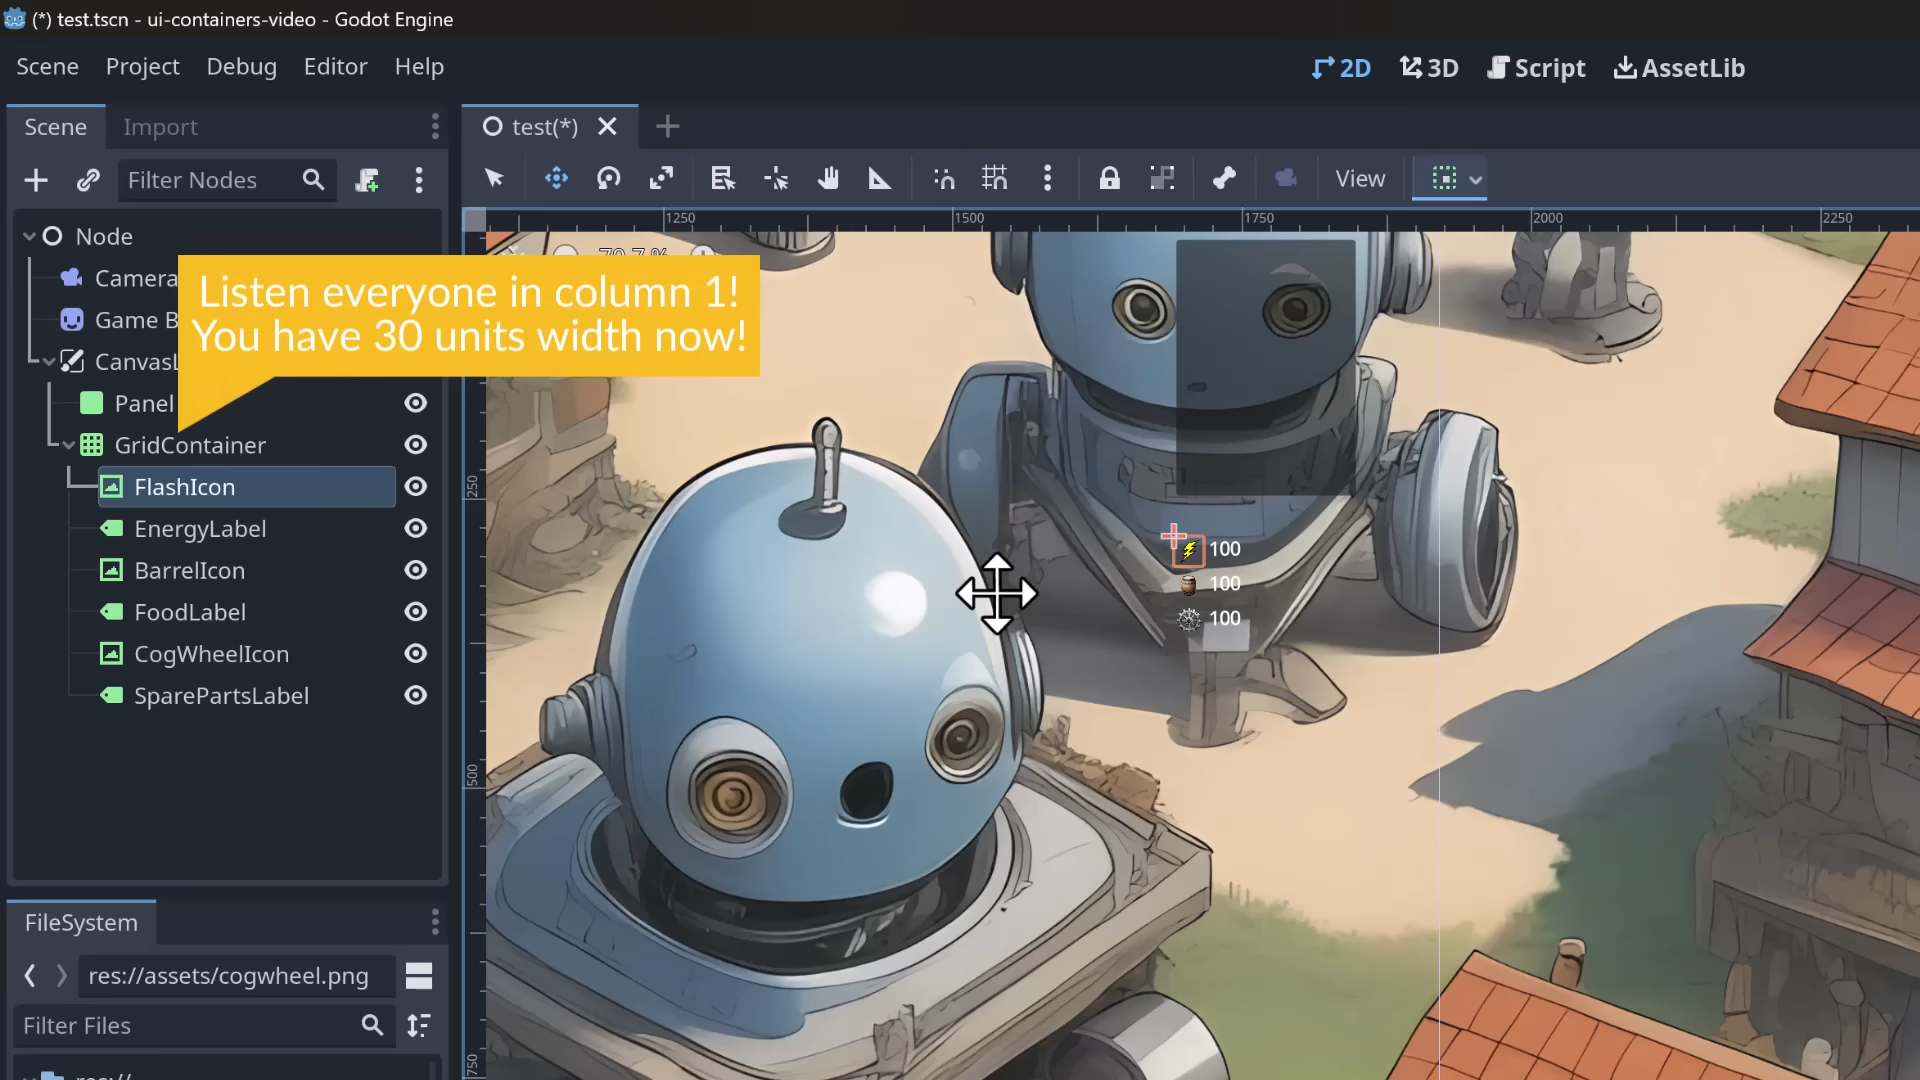 (*) test.tscn - ui-containers-video - Godot Engine
Scene Project Debug Editor Help
2D 3D Script AssetLib
Scene Import
test(*)
Filter Nodes
View
1250 1500 1750 2000 2250
Node
Camera
Listen everyone in column 1!
You have 30 units width now!
Game B
CanvasL
Panel
GridContainer
FlashIcon
EnergyLabel
BarrelIcon
FoodLabel
CogWheelIcon
SparePartsLabel
250
100
100
100
500
750
FileSystem
res://assets/cogwheel.png
Filter Files